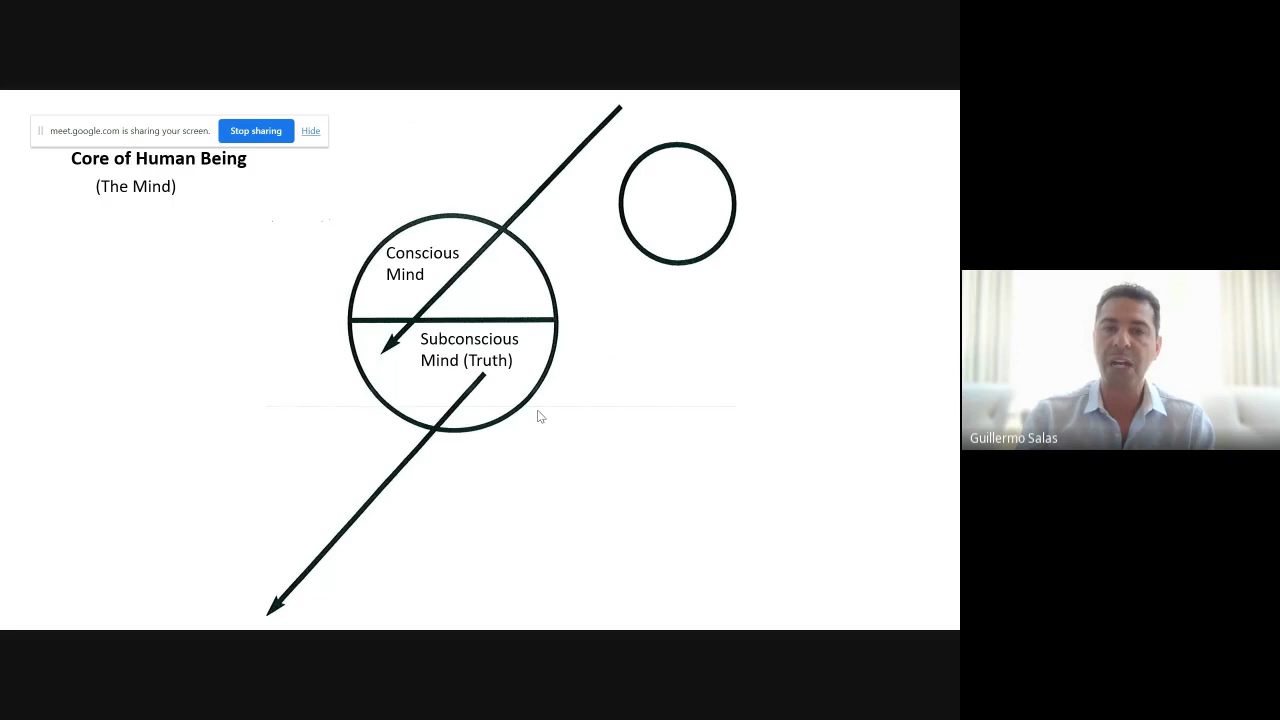 meet.google.com is sharing your screen. Stop sharing Hide
Core of Human Being
(The Mind)
Conscious
Mind
Subconscious
Mind (Truth)
Guillermo Salas